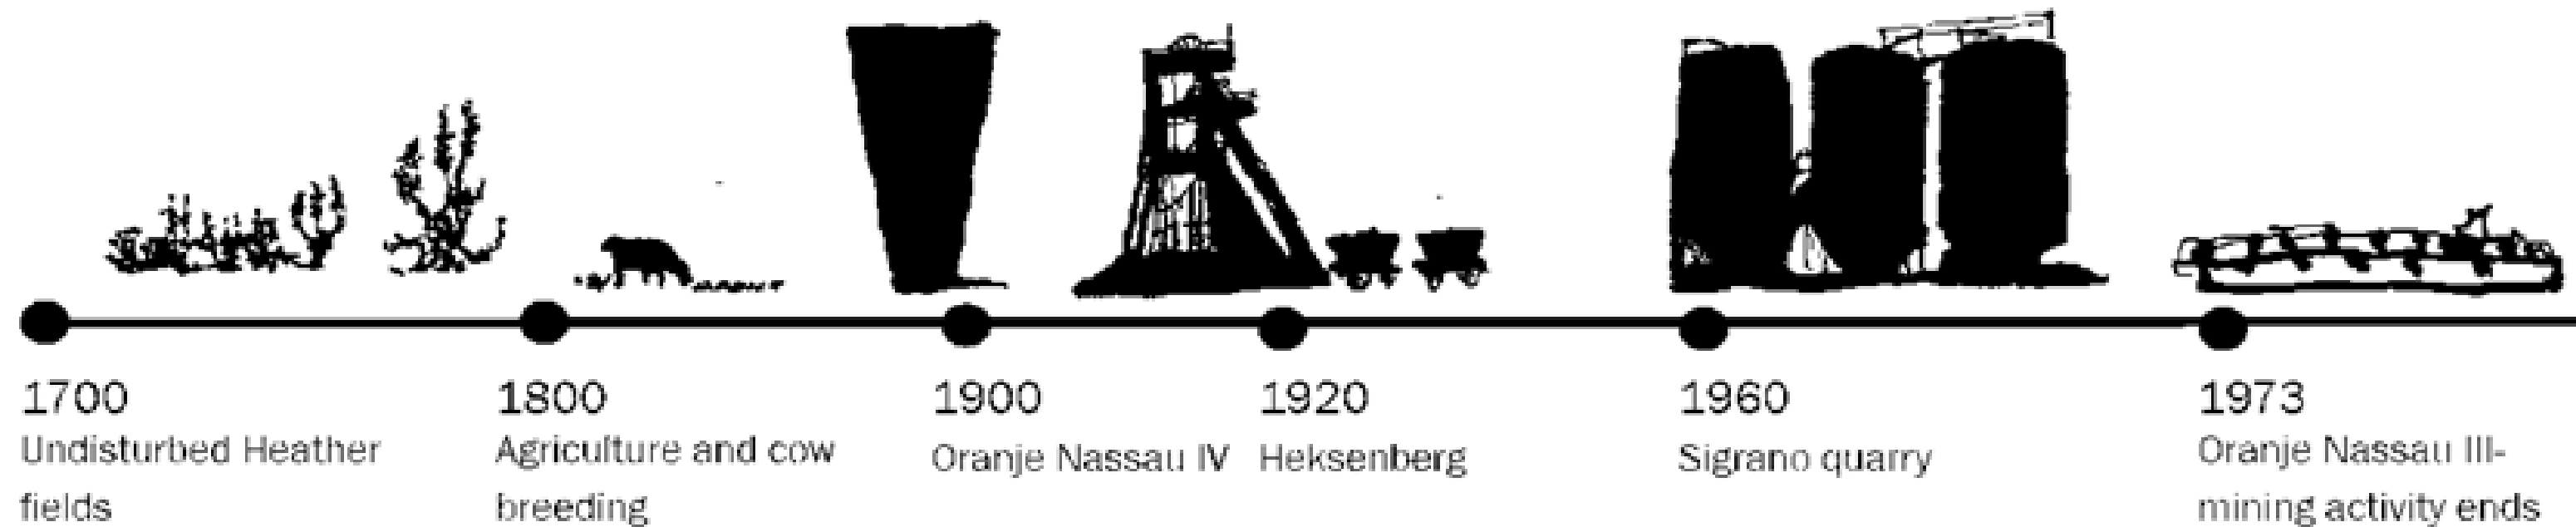 1700
Undisturbed Heather
fields
1800
Agriculture and cow
breeding
1900
Oranje Nassau IV
1920
Heksenberg
1960
Sigrano quarry
1973
Oranje Nassau III-
mining activity ends